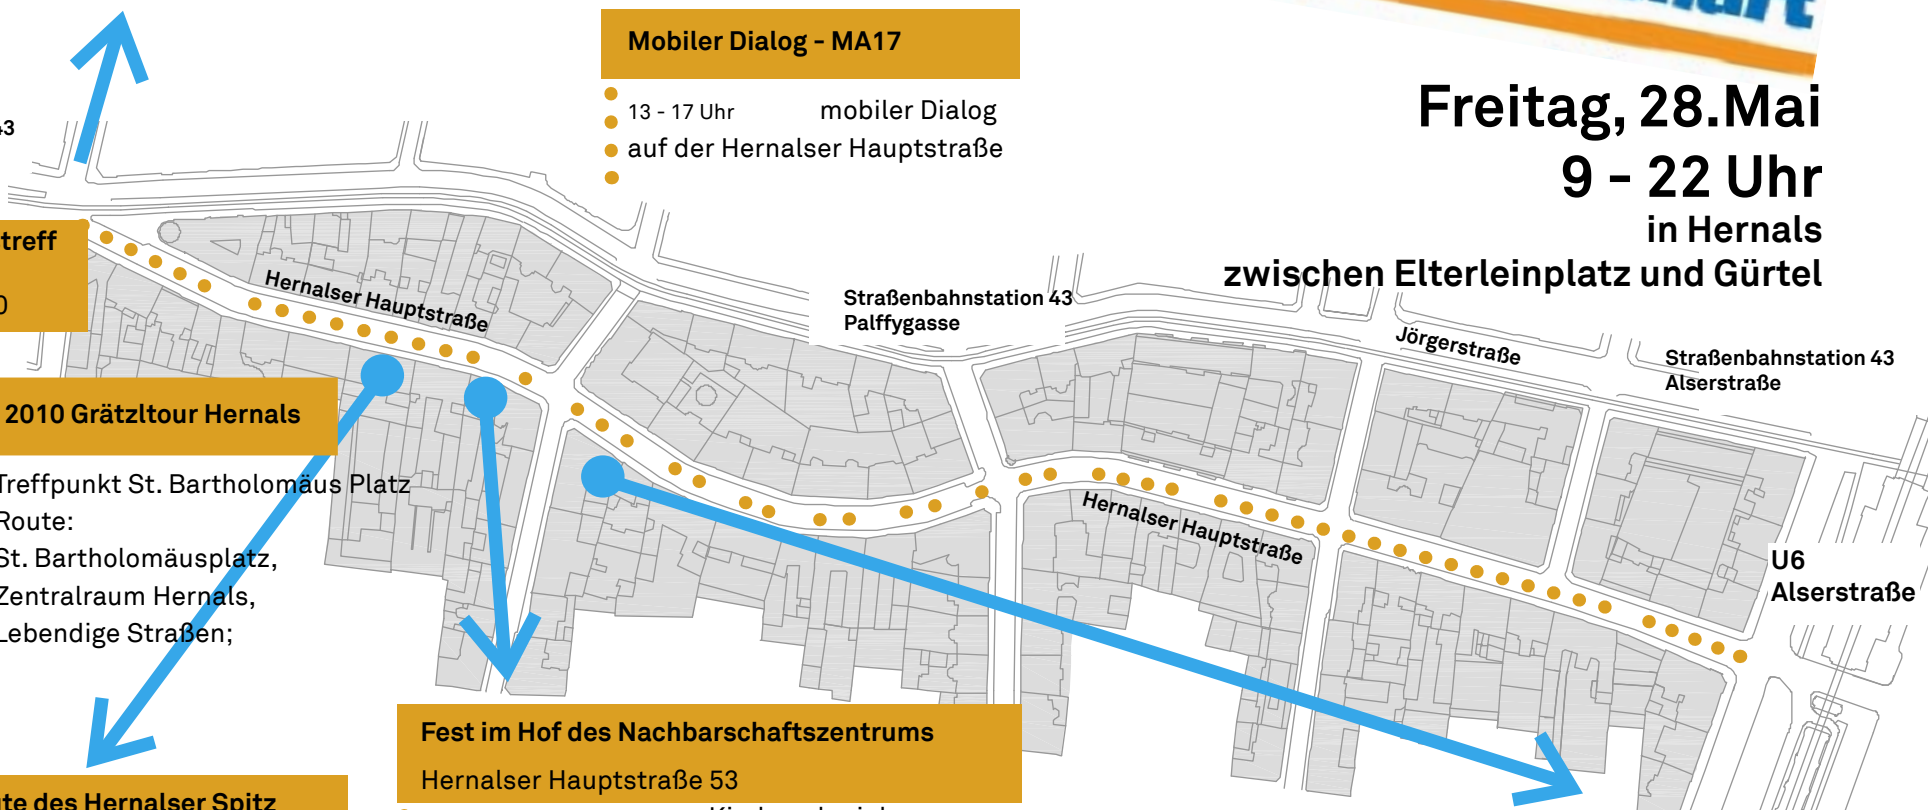 Mobiler Dialog - MA17
13 - 17 Uhr mobiler Dialog
auf der Hernalser Hauptstraße
Freitag, 28.Mai
9 - 22 Uhr
in Hernals
zwischen Elterleinplatz und Gürtel
treff
Hernalser Hauptstraße
Straßenbahnstation 43
Palffygasse
Jörgerstraße
Straßenbahnstation 43
Alserstraße
2010 Grätzltour Hernals
Treffpunkt St. Bartholomäus Platz
Route:
St. Bartholomäusplatz,
Zentralraum Hernals,
Lebendige Straßen;
Hernalser Hauptstraße
U6
Alserstraße
Fest im Hof des Nachbarschaftszentrums
Hernalser Hauptstraße 53
des Hernalser Spitz